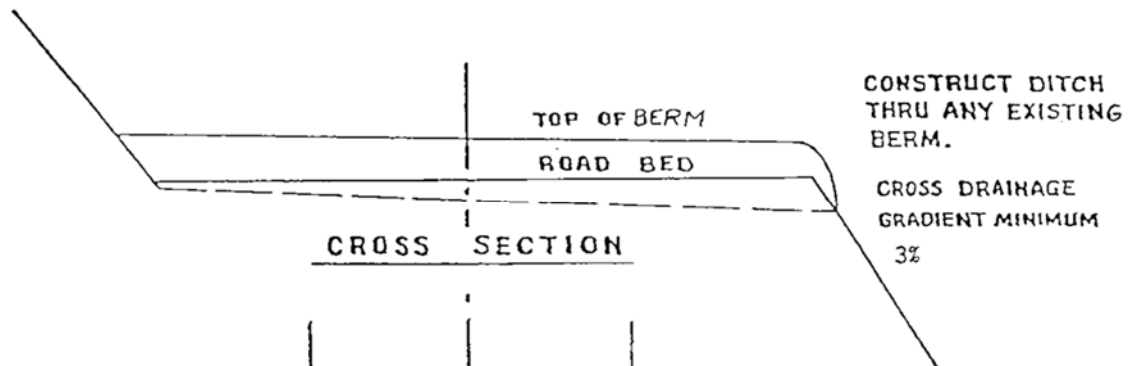 TOP OF BERM
ROAD BED
CROSS SECTION
CONSTRUCT DITCH
THRU ANY EXISTING
BERM.
CROSS DRAINAGE
GRADIENT MINIMUM
3%